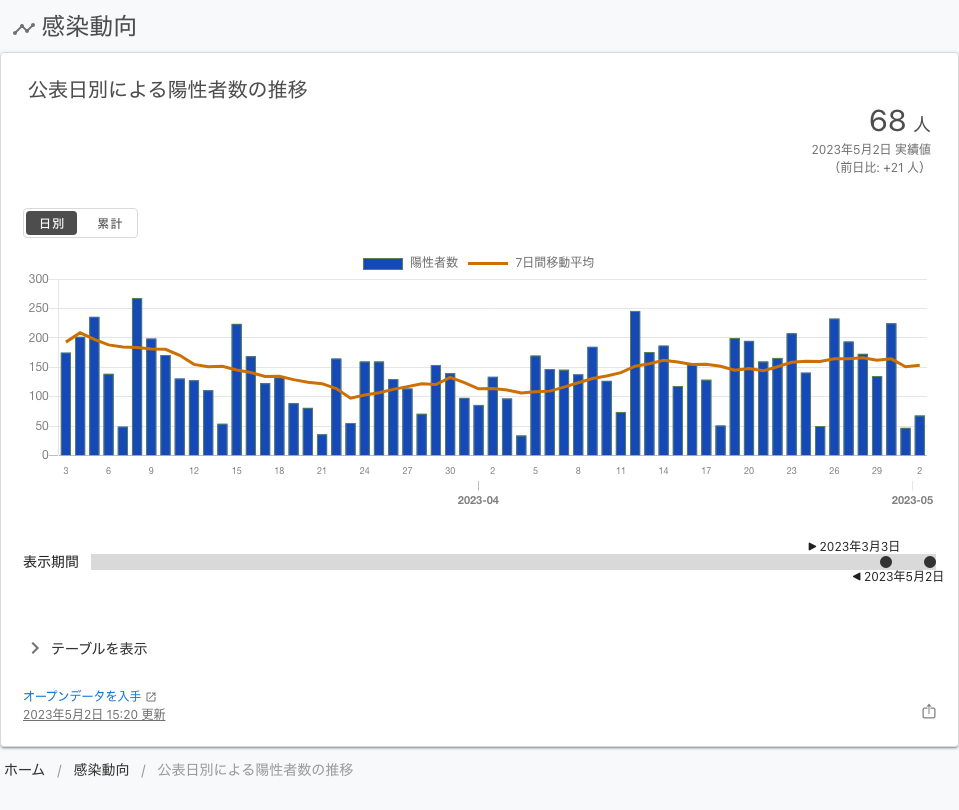 感染動向
公表日別による陽性者数の推移
68 人
2023年5月2日 実績値
（前日比: +21 人）
日別 累計
陽性者数 7日間移動平均
300
250
200
150
100
50
0
3 6 9 12 15 18 21 24 27 30 2 5 8 11 14 17 20 23 26 29 2
2023-04 2023-05
2023年3月3日
表示期間
2023年5月2日
テーブルを表示
オープンデータを入手
2023年5月2日 15:20 更新
ホーム / 感染動向 / 公表日別による陽性者数の推移